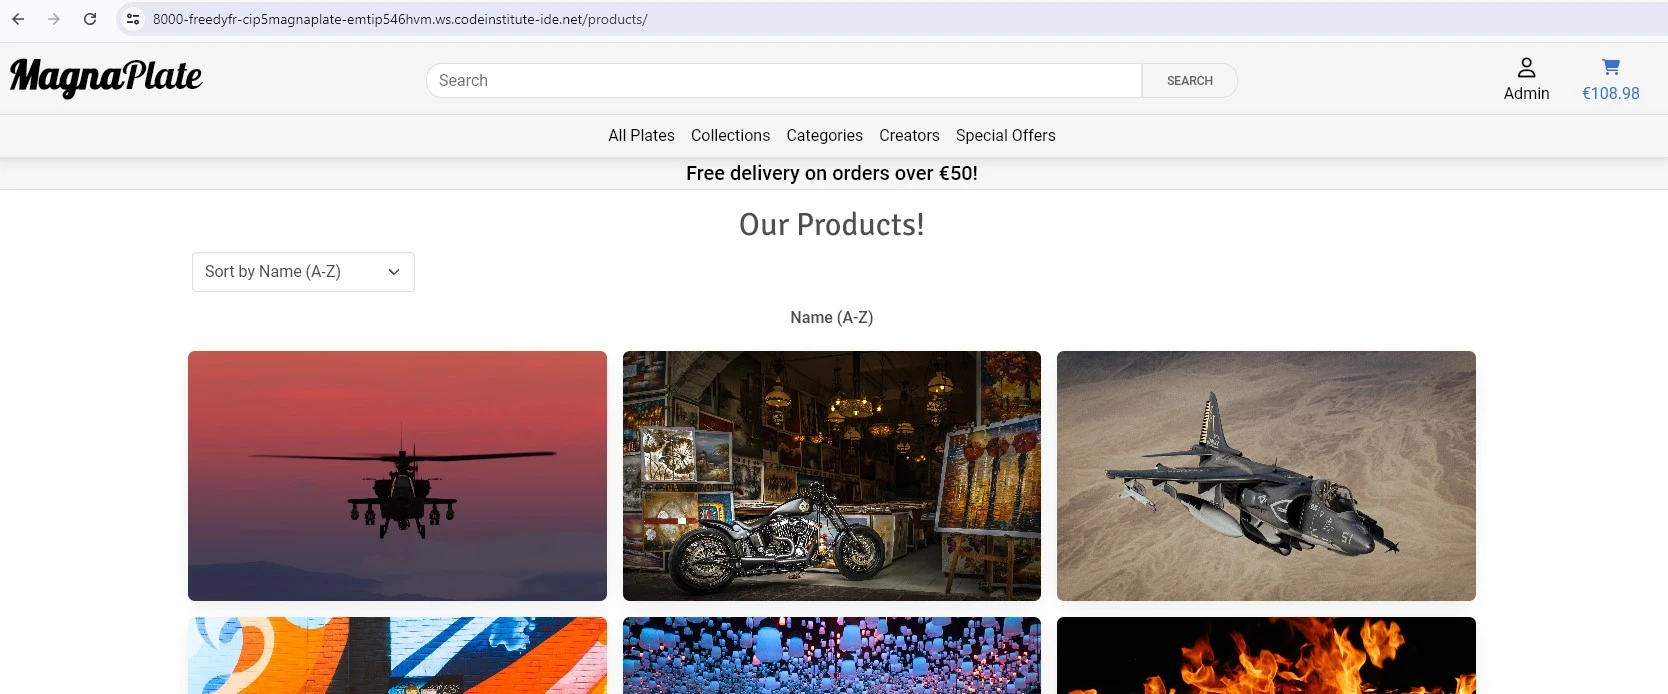 8000-freedyfr-cip5magnaplate-emtip546hvm.ws.codeinstitute-ide.net/products/
MagnaPlate
Search
SEARCH
Admin
€108.98
All Plates Collections Categories Creators Special Offers
Free delivery on orders over €50!
Our Products!
Sort by Name (A-Z)
Name (A-Z)
57